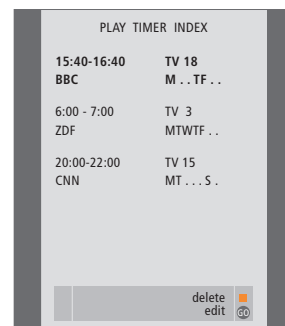 PLAY TIMER INDEX
15:40-16:40 TV 18
BBC M . . TF . .
6:00 - 7:00 TV 3
ZDF MTWTF . .
20:00-22:00 TV 15
CNN MT . . . S .
delete
edit GO